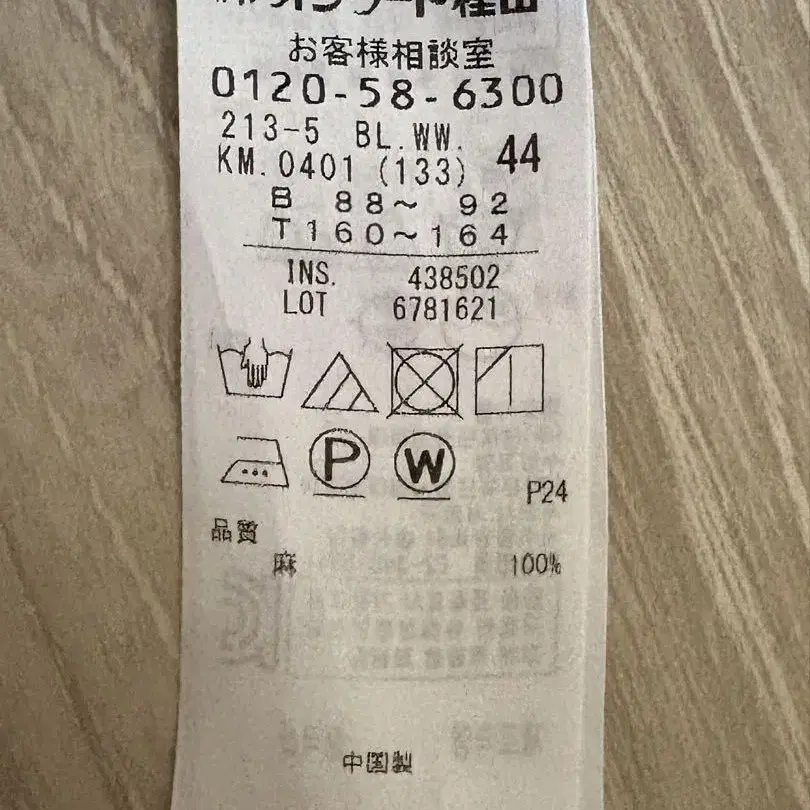 お客様相談室
0120-58-6300
213-5 BL.WW.
KM.0401 (133) 44
B 88～ 92
T160～164
INS. 438502
LOT 6781621
P W
P24
品質
麻 100%
中国製